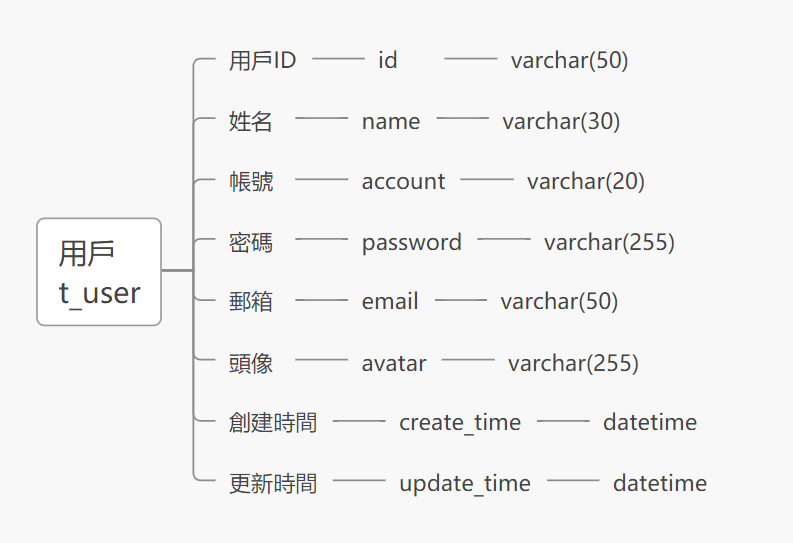 用戶
t_user
用戶ID id varchar(50)
姓名 name varchar(30)
帳號 account varchar(20)
密碼 password varchar(255)
郵箱 email varchar(50)
頭像 avatar varchar(255)
創建時間 create_time datetime
更新時間 update_time datetime